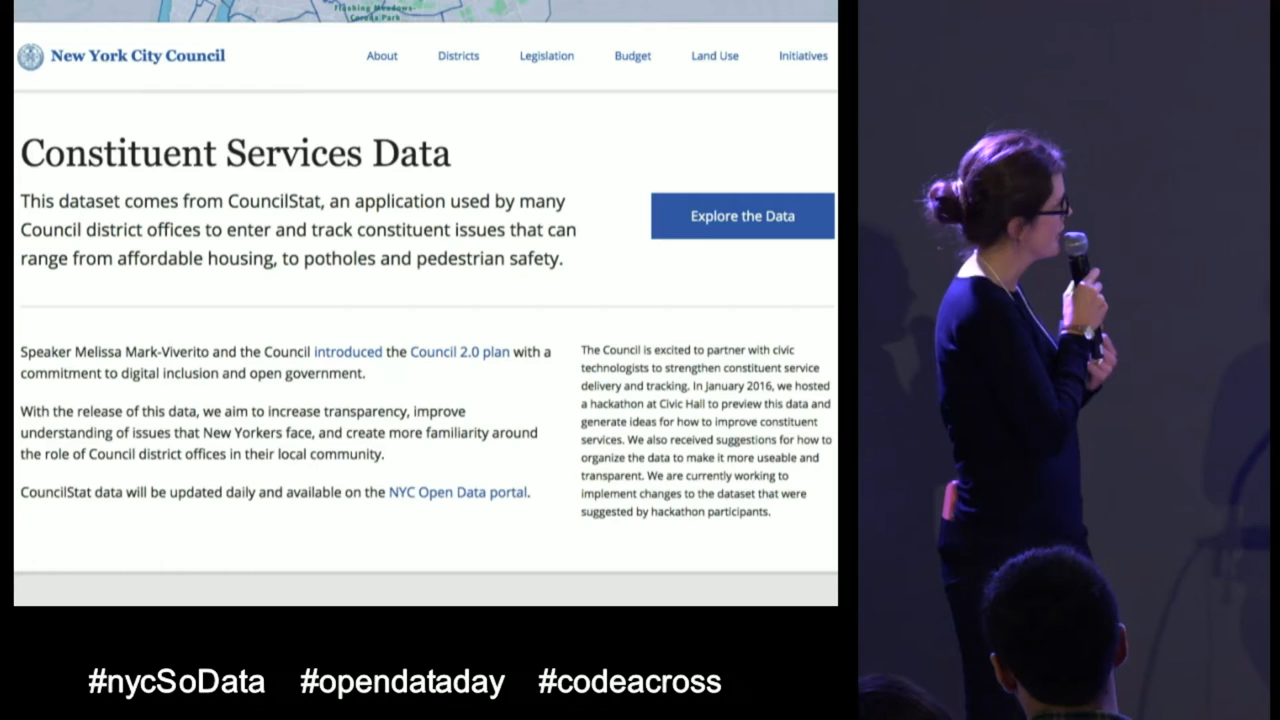 Flushing Meadows-
Corona Park
New York City Council
About
Districts
Legislation
Budget
Land Use
Initiatives
Constituent Services Data
This dataset comes from CouncilStat, an application used by many
Council district offices to enter and track constituent issues that can
range from affordable housing, to potholes and pedestrian safety.
Explore the Data
Speaker Melissa Mark-Viverito and the Council introduced the Council 2.0 plan with a
commitment to digital inclusion and open government.
With the release of this data, we aim to increase transparency, improve
understanding of issues that New Yorkers face, and create more familiarity around
the role of Council district offices in their local community.
CouncilStat data will be updated daily and available on the NYC Open Data portal.
The Council is excited to partner with civic
technologists to strengthen constituent service
delivery and tracking. In January 2016, we hosted
a hackathon at Civic Hall to preview this data and
generate ideas for how to improve constituent
services. We also received suggestions for how to
organize the data to make it more useable and
transparent. We are currently working to
implement changes to the dataset that were
suggested by hackathon participants.
#nycSoData #opendataday #codeacross